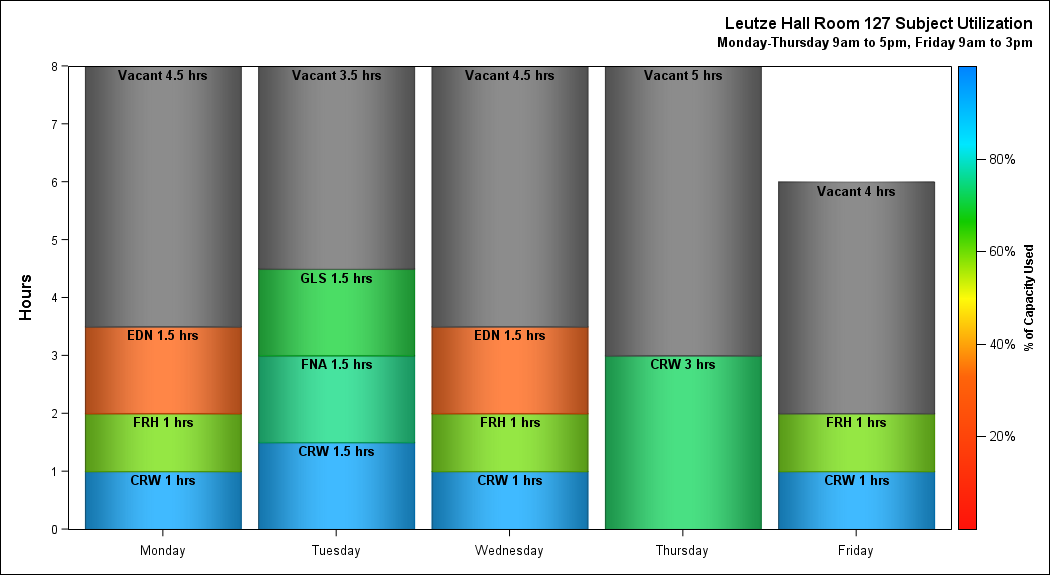 Leutze Hall Room 127 Subject Utilization
Monday-Thursday 9am to 5pm, Friday 9am to 3pm
Hours
8
7
6
5
4
3
2
1
0
Vacant 4.5 hrs
EDN 1.5 hrs
FRH 1 hrs
CRW 1 hrs
Vacant 3.5 hrs
GLS 1.5 hrs
FNA 1.5 hrs
CRW 1.5 hrs
Vacant 4.5 hrs
EDN 1.5 hrs
FRH 1 hrs
CRW 1 hrs
Vacant 5 hrs
CRW 3 hrs
Vacant 4 hrs
FRH 1 hrs
CRW 1 hrs
Monday
Tuesday
Wednesday
Thursday
Friday
80%
60%
40%
20%
% of Capacity Used